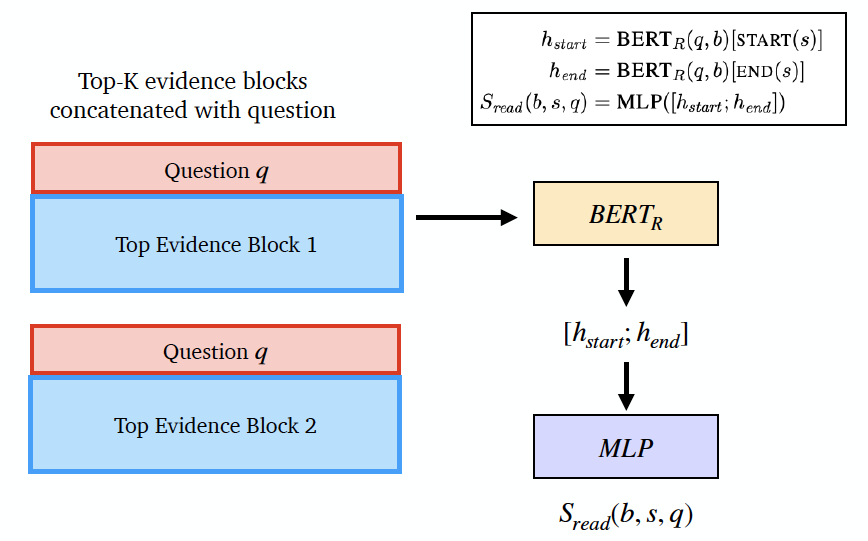 h_start = BERT_R(q, b)[START(s)]
h_end = BERT_R(q, b)[END(s)]
S_read(b, s, q) = MLP([h_start; h_end])
Top-K evidence blocks
concatenated with question
Question q
Top Evidence Block 1
BERT_R
[h_start; h_end]
Question q
Top Evidence Block 2
MLP
S_read(b, s, q)